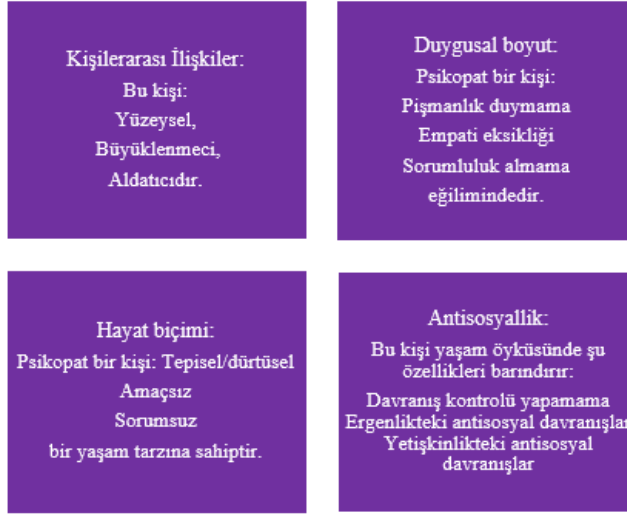 Kişilerarası İlişkiler:
Bu kişi:
Yüzeysel,
Büyüklenmeci,
Aldatıcıdır.
Duygusal boyut:
Psikopat bir kişi:
Pişmanlık duymama
Empati eksikliği
Sorumluluk almama
eğilimindedir.
Hayat biçimi:
Psikopat bir kişi: Tepisel/dürtüsel
Amaçsız
Sorumsuz
bir yaşam tarzına sahiptir.
Antisosyallik:
Bu kişi yaşam öyküsünde şu
özellikleri barındırır:
Davranış kontrolü yapamama
Ergenlikteki antisosyal davranışlar
Yetişkinlikteki antisosyal
davranışlar